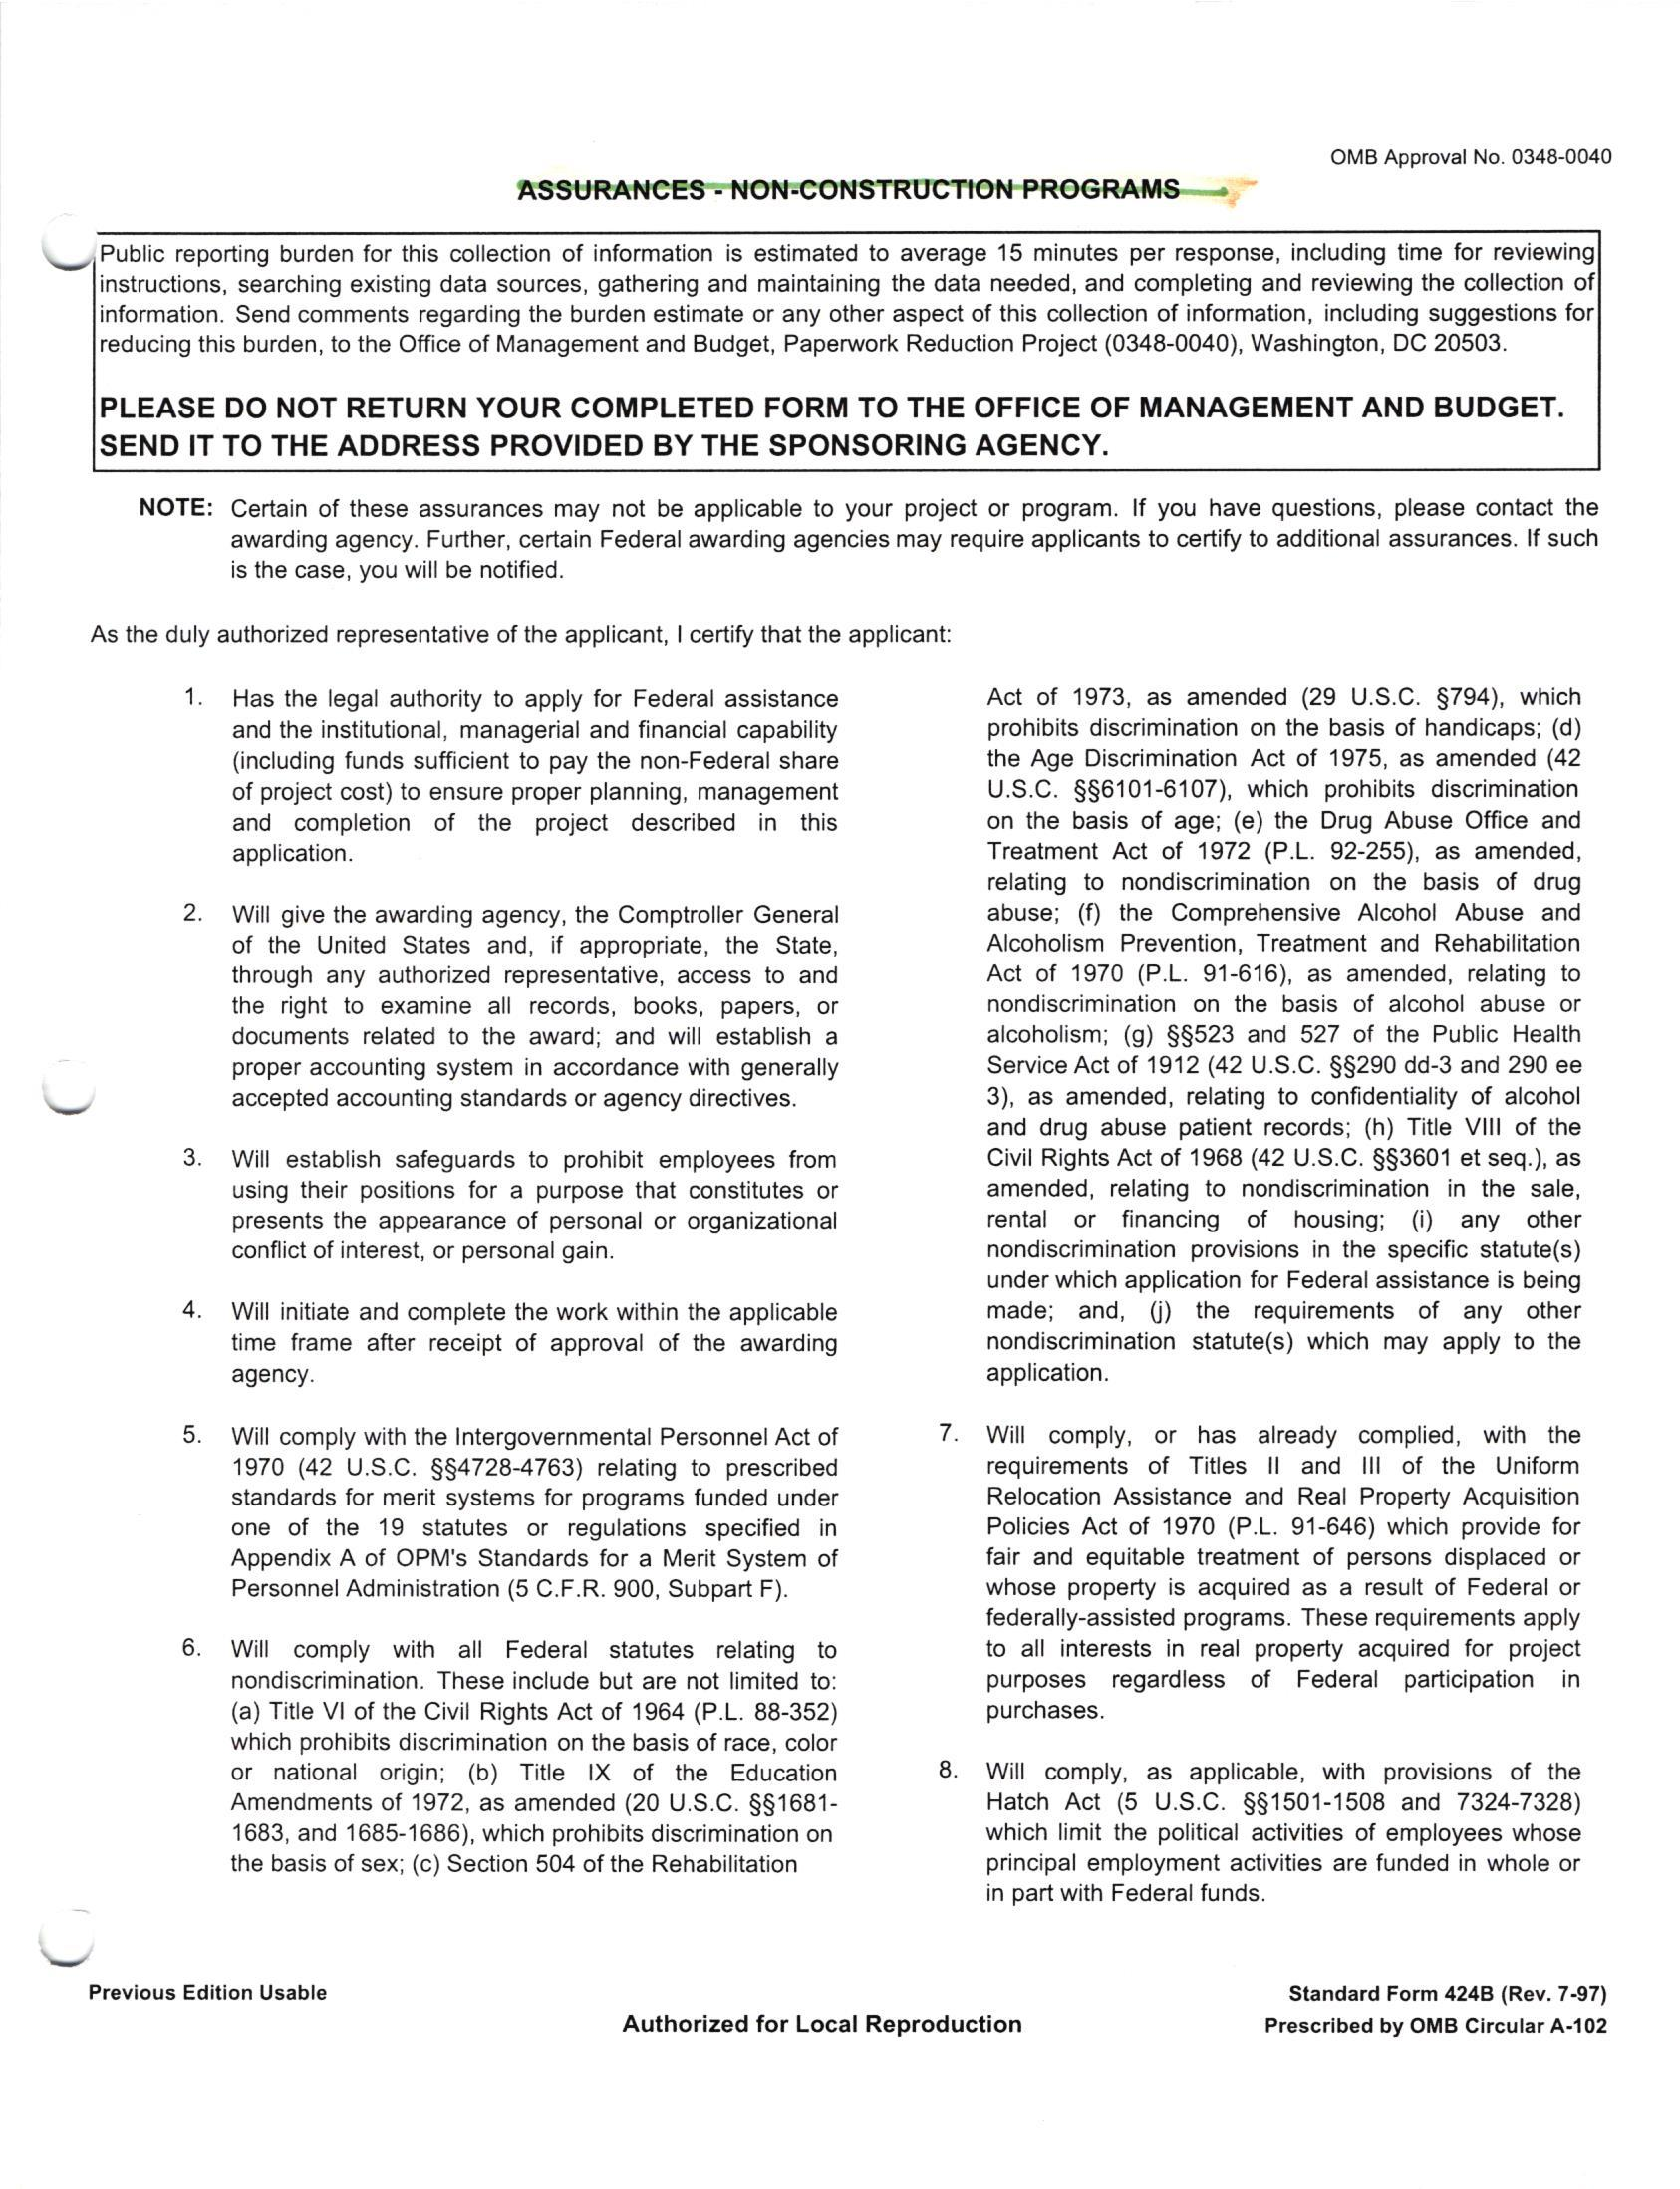 OMB Approval No. 0348-0040
ASSURANCES - NON-CONSTRUCTION PROGRAMS
Public reporting burden for this collection of information is estimated to average 15 minutes per response, including time for reviewing
instructions, searching existing data sources, gathering and maintaining the data needed, and completing and reviewing the collection of
information. Send comments regarding the burden estimate or any other aspect of this collection of information, including suggestions for
reducing this burden, to the Office of Management and Budget, Paperwork Reduction Project (0348-0040), Washington, DC 20503.
PLEASE DO NOT RETURN YOUR COMPLETED FORM TO THE OFFICE OF MANAGEMENT AND BUDGET.
SEND IT TO THE ADDRESS PROVIDED BY THE SPONSORING AGENCY.
NOTE: Certain of these assurances may not be applicable to your project or program. If you have questions, please contact the
awarding agency. Further, certain Federal awarding agencies may require applicants to certify to additional assurances. If such
is the case, you will be notified.
As the duly authorized representative of the applicant, I certify that the applicant:
1. Has the legal authority to apply for Federal assistance
and the institutional, managerial and financial capability
(including funds sufficient to pay the non-Federal share
of project cost) to ensure proper planning, management
and completion of the project described in this
application.
2. Will give the awarding agency, the Comptroller General
of the United States and, if appropriate, the State,
through any authorized representative, access to and
the right to examine all records, books, papers, or
documents related to the award; and will establish a
proper accounting system in accordance with generally
accepted accounting standards or agency directives.
3. Will establish safeguards to prohibit employees from
using their positions for a purpose that constitutes or
presents the appearance of personal or organizational
conflict of interest, or personal gain.
4. Will initiate and complete the work within the applicable
time frame after receipt of approval of the awarding
agency.
5. Will comply with the Intergovernmental Personnel Act of
1970 (42 U.S.C. §§4728-4763) relating to prescribed
standards for merit systems for programs funded under
one of the 19 statutes or regulations specified in
Appendix A of OPM's Standards for a Merit System of
Personnel Administration (5 C.F.R. 900, Subpart F).
6. Will comply with all Federal statutes relating to
nondiscrimination. These include but are not limited to:
(a) Title VI of the Civil Rights Act of 1964 (P.L. 88-352)
which prohibits discrimination on the basis of race, color
or national origin; (b) Title IX of the Education
Amendments of 1972, as amended (20 U.S.C. §§1681-
1683, and 1685-1686), which prohibits discrimination on
the basis of sex; (c) Section 504 of the Rehabilitation
Act of 1973, as amended (29 U.S.C. §794), which
prohibits discrimination on the basis of handicaps; (d)
the Age Discrimination Act of 1975, as amended (42
U.S.C. §§6101-6107), which prohibits discrimination
on the basis of age; (e) the Drug Abuse Office and
Treatment Act of 1972 (P.L. 92-255), as amended,
relating to nondiscrimination on the basis of drug
abuse; (f) the Comprehensive Alcohol Abuse and
Alcoholism Prevention, Treatment and Rehabilitation
Act of 1970 (P.L. 91-616), as amended, relating to
nondiscrimination on the basis of alcohol abuse or
alcoholism; (g) §§523 and 527 of the Public Health
Service Act of 1912 (42 U.S.C. §§290 dd-3 and 290 ee
3), as amended, relating to confidentiality of alcohol
and drug abuse patient records; (h) Title VIII of the
Civil Rights Act of 1968 (42 U.S.C. §§3601 et seq.), as
amended, relating to nondiscrimination in the sale,
rental or financing of housing; (i) any other
nondiscrimination provisions in the specific statute(s)
under which application for Federal assistance is being
made; and, (j) the requirements of any other
nondiscrimination statute(s) which may apply to the
application.
7. Will comply, or has already complied, with the
requirements of Titles II and III of the Uniform
Relocation Assistance and Real Property Acquisition
Policies Act of 1970 (P.L. 91-646) which provide for
fair and equitable treatment of persons displaced or
whose property is acquired as a result of Federal or
federally-assisted programs. These requirements apply
to all interests in real property acquired for project
purposes regardless of Federal participation in
purchases.
8. Will comply, as applicable, with provisions of the
Hatch Act (5 U.S.C. §§1501-1508 and 7324-7328)
which limit the political activities of employees whose
principal employment activities are funded in whole or
in part with Federal funds.
Previous Edition Usable
Standard Form 424B (Rev. 7-97)
Authorized for Local Reproduction
Prescribed by OMB Circular A-102